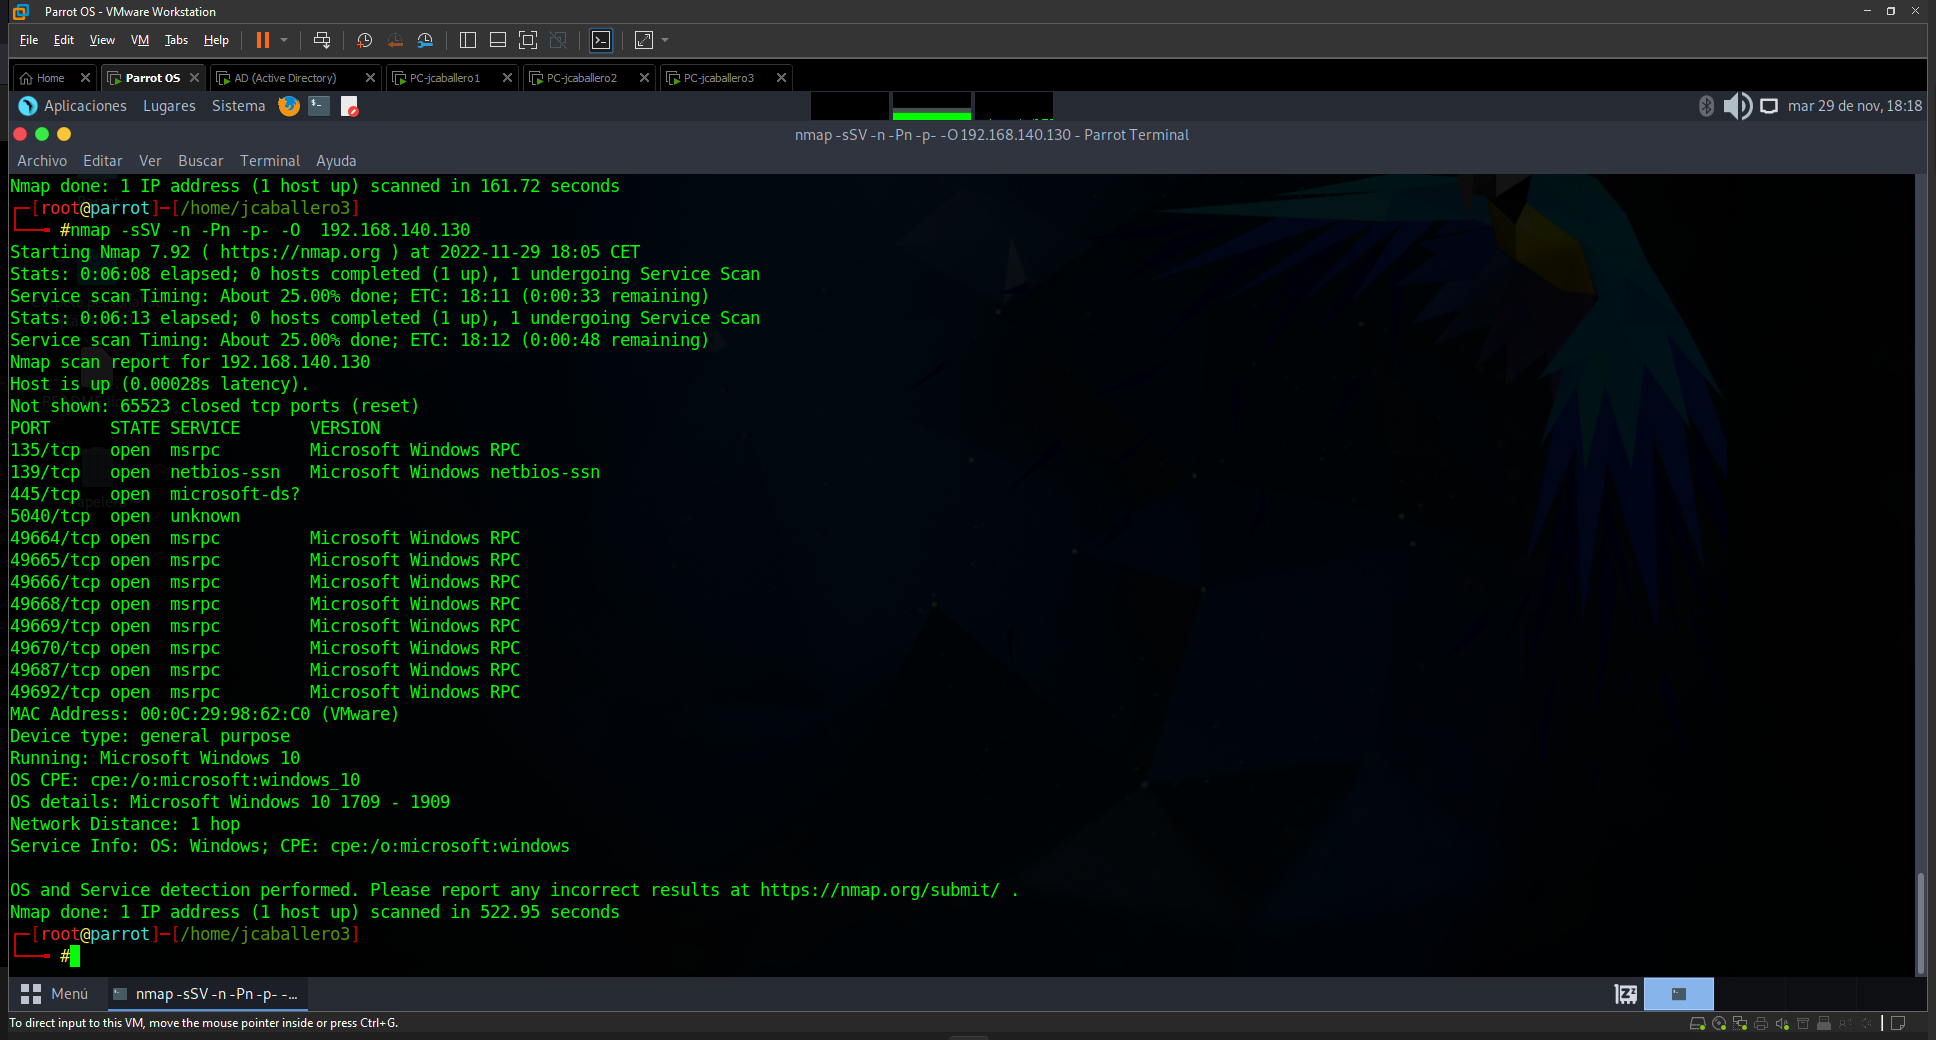 Parrot OS - VMware Workstation
File Edit View VM Tabs Help
Home Parrot OS AD (Active Directory) PC-jcaballero1 PC-jcaballero2 PC-jcaballero3
Aplicaciones Lugares Sistema mar 29 de nov, 18:18
nmap -sSV -n -Pn -p- -O 192.168.140.130 - Parrot Terminal
Archivo Editar Ver Buscar Terminal Ayuda
Nmap done: 1 IP address (1 host up) scanned in 161.72 seconds
[root@parrot]-[/home/jcaballero3]
#nmap -sSV -n -Pn -p- -O  192.168.140.130
Starting Nmap 7.92 ( https://nmap.org ) at 2022-11-29 18:05 CET
Stats: 0:06:08 elapsed; 0 hosts completed (1 up), 1 undergoing Service Scan
Service scan Timing: About 25.00% done; ETC: 18:11 (0:00:33 remaining)
Stats: 0:06:13 elapsed; 0 hosts completed (1 up), 1 undergoing Service Scan
Service scan Timing: About 25.00% done; ETC: 18:12 (0:00:48 remaining)
Nmap scan report for 192.168.140.130
Host is up (0.00028s latency).
Not shown: 65523 closed tcp ports (reset)
PORT      STATE SERVICE       VERSION
135/tcp   open  msrpc         Microsoft Windows RPC
139/tcp   open  netbios-ssn   Microsoft Windows netbios-ssn
445/tcp   open  microsoft-ds?
5040/tcp  open  unknown
49664/tcp open  msrpc         Microsoft Windows RPC
49665/tcp open  msrpc         Microsoft Windows RPC
49666/tcp open  msrpc         Microsoft Windows RPC
49668/tcp open  msrpc         Microsoft Windows RPC
49669/tcp open  msrpc         Microsoft Windows RPC
49670/tcp open  msrpc         Microsoft Windows RPC
49687/tcp open  msrpc         Microsoft Windows RPC
49692/tcp open  msrpc         Microsoft Windows RPC
MAC Address: 00:0C:29:98:62:C0 (VMware)
Device type: general purpose
Running: Microsoft Windows 10
OS CPE: cpe:/o:microsoft:windows_10
OS details: Microsoft Windows 10 1709 - 1909
Network Distance: 1 hop
Service Info: OS: Windows; CPE: cpe:/o:microsoft:windows
OS and Service detection performed. Please report any incorrect results at https://nmap.org/submit/ .
Nmap done: 1 IP address (1 host up) scanned in 522.95 seconds
[root@parrot]-[/home/jcaballero3]
#
Menú nmap -sSV -n -Pn -p- -...
To direct input to this VM, move the mouse pointer inside or press Ctrl+G.